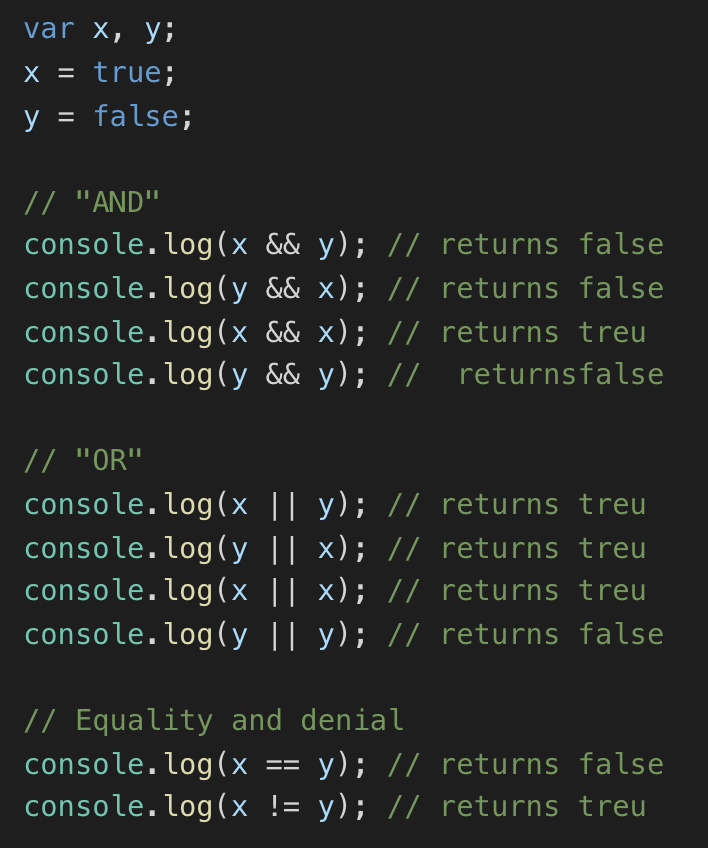 var x, y;
x = true;
y = false;
// "AND"
console.log(x && y); // returns false
console.log(y && x); // returns false
console.log(x && x); // returns treu
console.log(y && y); //  returnsfalse
// "OR"
console.log(x || y); // returns treu
console.log(y || x); // returns treu
console.log(x || x); // returns treu
console.log(y || y); // returns false
// Equality and denial
console.log(x == y); // returns false
console.log(x != y); // returns treu